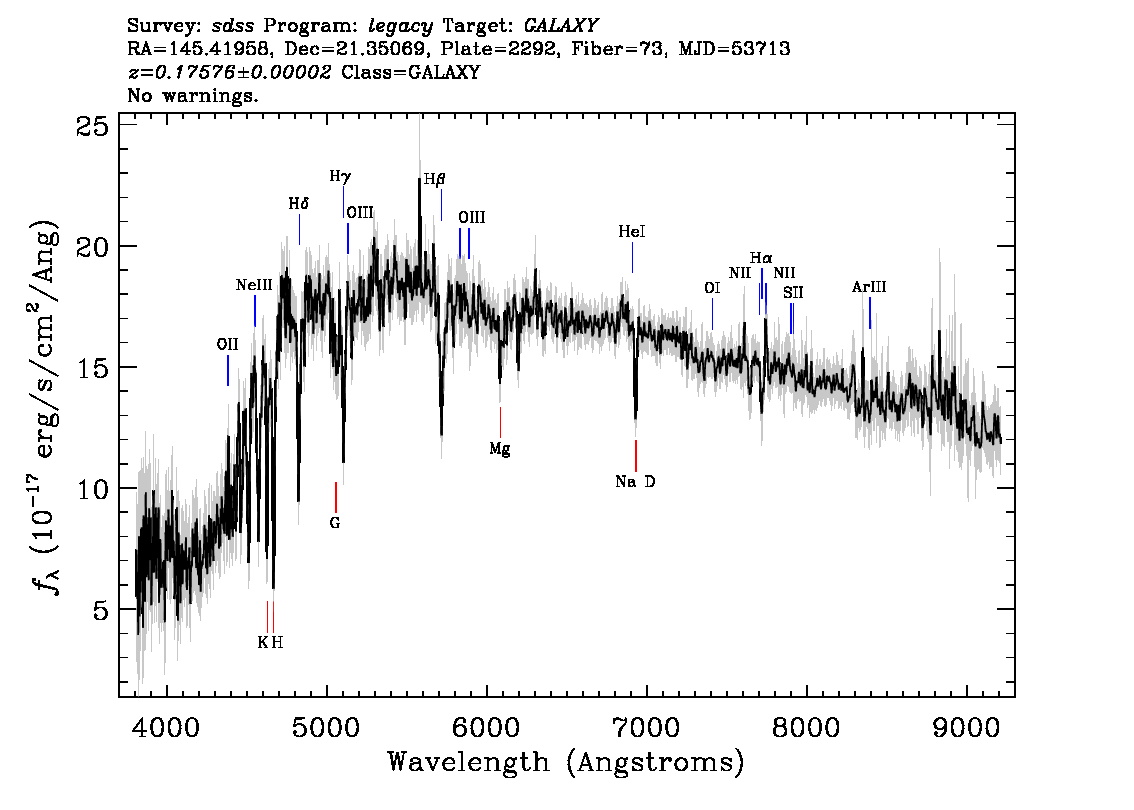 Survey: sdss Program: legacy Target: GALAXY
RA=145.41958, Dec=21.35069, Plate=2292, Fiber=73, MJD=53713
z=0.17576±0.00002 Class=GALAXY
No warnings.
25
20
15
10
5
f_λ (10^−17 erg/s/cm^2/Ang)
Hγ
Hβ
Hδ
OIII
OIII
HeI
Hα
NII
NII
NeIII
OI
SII
ArIII
OII
Mg
Na D
G
K H
4000 5000 6000 7000 8000 9000
Wavelength (Angstroms)